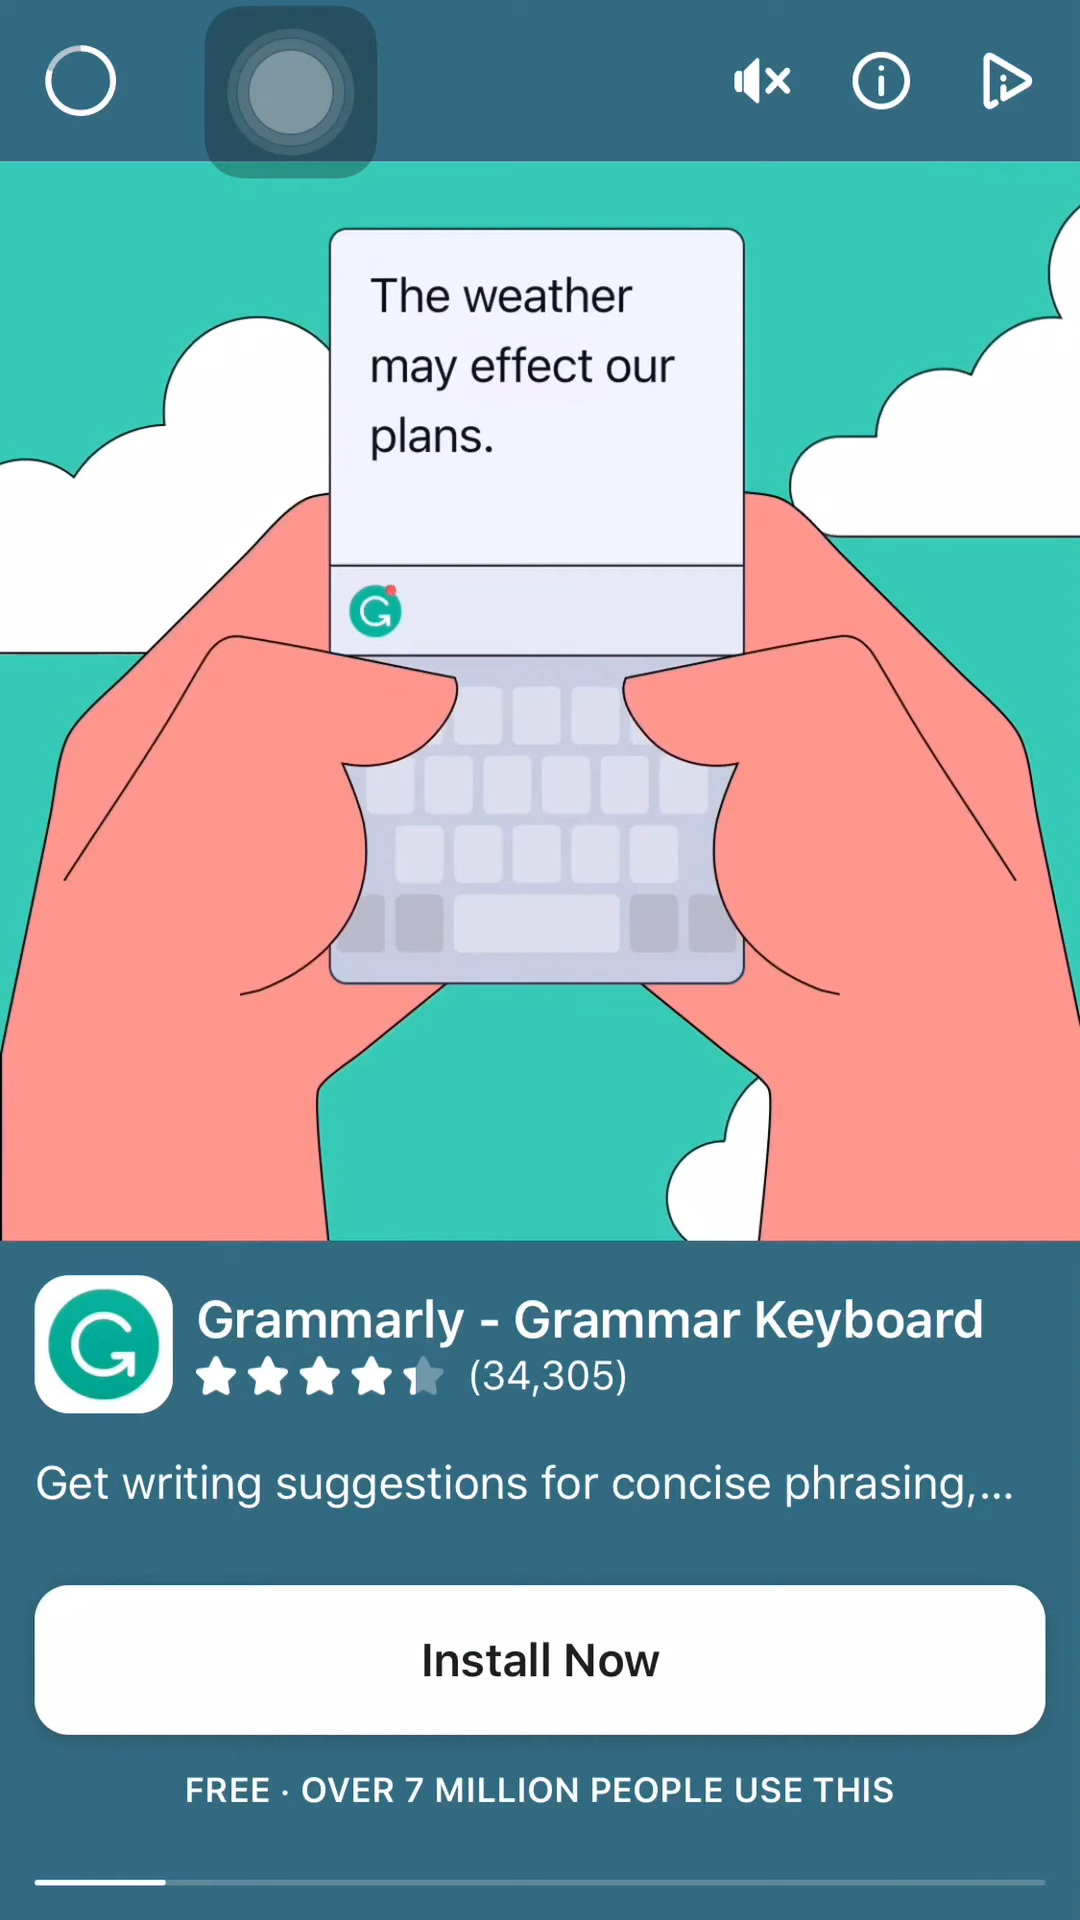 The weather
may effect our
plans.
Grammarly - Grammar Keyboard
(34,305)
Get writing suggestions for concise phrasing,...
Install Now
FREE · OVER 7 MILLION PEOPLE USE THIS